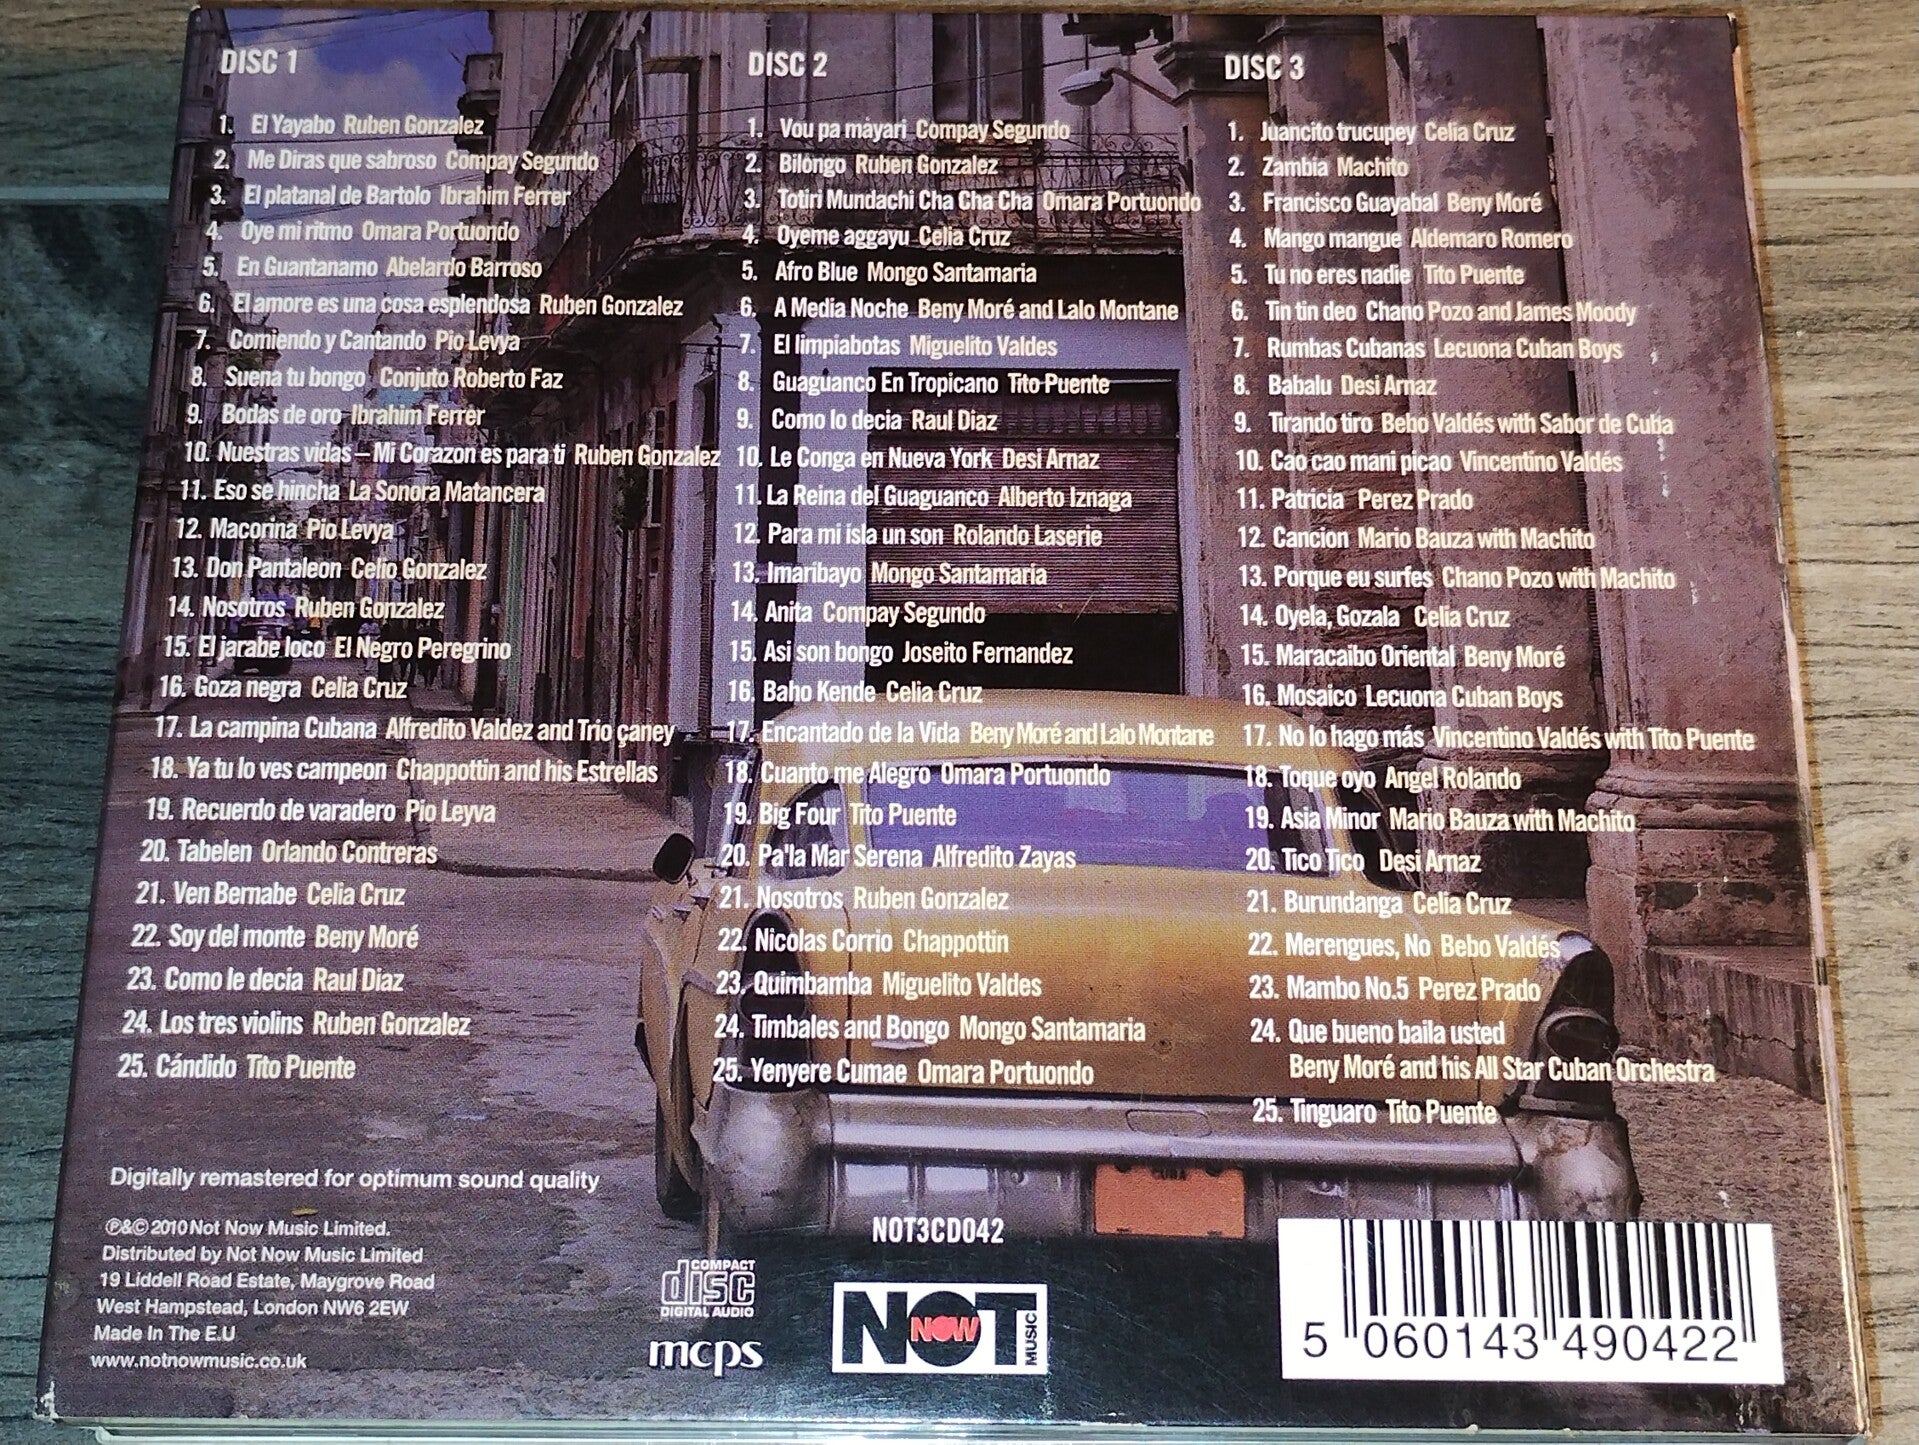 DISC 1
1. El Yayabo Ruben Gonzalez
2. Me Diras que sabroso Compay Segundo
3. El platanal de Bartolo Ibrahim Ferrer
4. Oye mi ritmo Omara Portuondo
5. En Guantanamo Abelardo Barroso
6. El amore es una cosa esplendosa Ruben Gonzalez
7. Comiendo y Cantando Pio Levya
8. Suena tu bongo Conjuto Roberto Faz
9. Bodas de oro Ibrahim Ferrer
10. Nuestras vidas – Mi Corazon es para ti Ruben Gonzalez
11. Eso se hincha La Sonora Matancera
12. Macorina Pio Levya
13. Don Pantaleon Celio Gonzalez
14. Nosotros Ruben Gonzalez
15. El jarabe loco El Negro Peregrino
16. Goza negra Celia Cruz
17. La campina Cubana Alfredito Valdez and Trio çaney
18. Ya tu lo ves campeon Chappottin and his Estrellas
19. Recuerdo de varadero Pio Leyva
20. Tabelen Orlando Contreras
21. Ven Bernabe Celia Cruz
22. Soy del monte Beny Moré
23. Como le decia Raul Diaz
24. Los tres violins Ruben Gonzalez
25. Cándido Tito Puente
DISC 2
1. Vou pa mayari Compay Segundo
2. Bilongo Ruben Gonzalez
3. Totiri Mundachi Cha Cha Cha Omara Portuondo
4. Oyeme aggayu Celia Cruz
5. Afro Blue Mongo Santamaria
6. A Media Noche Beny Moré and Lalo Montane
7. El limpiabotas Miguelito Valdes
8. Guaguanco En Tropicano Tito Puente
9. Como lo decia Raul Diaz
10. Le Conga en Nueva York Desi Arnaz
11. La Reina del Guaguanco Alberto Iznaga
12. Para mi isla un son Rolando Laserie
13. Imaribayo Mongo Santamaria
14. Anita Compay Segundo
15. Asi son bongo Joseito Fernandez
16. Baho Kende Celia Cruz
17. Encantado de la Vida Beny Moré and Lalo Montane
18. Cuanto me Alegro Omara Portuondo
19. Big Four Tito Puente
20. Pa'la Mar Serena Alfredito Zayas
21. Nosotros Ruben Gonzalez
22. Nicolas Corrio Chappottin
23. Quimbamba Miguelito Valdes
24. Timbales and Bongo Mongo Santamaria
25. Yenyere Cumae Omara Portuondo
DISC 3
1. Juancito trucupey Celia Cruz
2. Zambia Machito
3. Francisco Guayabal Beny Moré
4. Mango mangue Aldemaro Romero
5. Tu no eres nadie Tito Puente
6. Tin tin deo Chano Pozo and James Moody
7. Rumbas Cubanas Lecuona Cuban Boys
8. Babalu Desi Arnaz
9. Tirando tiro Bebo Valdés with Sabor de Cuba
10. Cao cao mani picao Vincentino Valdés
11. Patricia Perez Prado
12. Cancion Mario Bauza with Machito
13. Porque eu surfes Chano Pozo with Machito
14. Oyela, Gozala Celia Cruz
15. Maracaibo Oriental Beny Moré
16. Mosaico Lecuona Cuban Boys
17. No lo hago más Vincentino Valdés with Tito Puente
18. Toque oyo Angel Rolando
19. Asia Minor Mario Bauza with Machito
20. Tico Tico Desi Arnaz
21. Burundanga Celia Cruz
22. Merengues, No Bebo Valdés
23. Mambo No.5 Perez Prado
24. Que bueno baila usted
Beny Moré and his All Star Cuban Orchestra
25. Tinguaro Tito Puente
Digitally remastered for optimum sound quality
℗&© 2010 Not Now Music Limited.
Distributed by Not Now Music Limited
19 Liddell Road Estate, Maygrove Road
West Hampstead, London NW6 2EW
Made In The E.U
www.notnowmusic.co.uk
COMPACT
disc
DIGITAL AUDIO
mcps
NOT3CD042
NOT
NOW
MUSIC
5 060143 490422